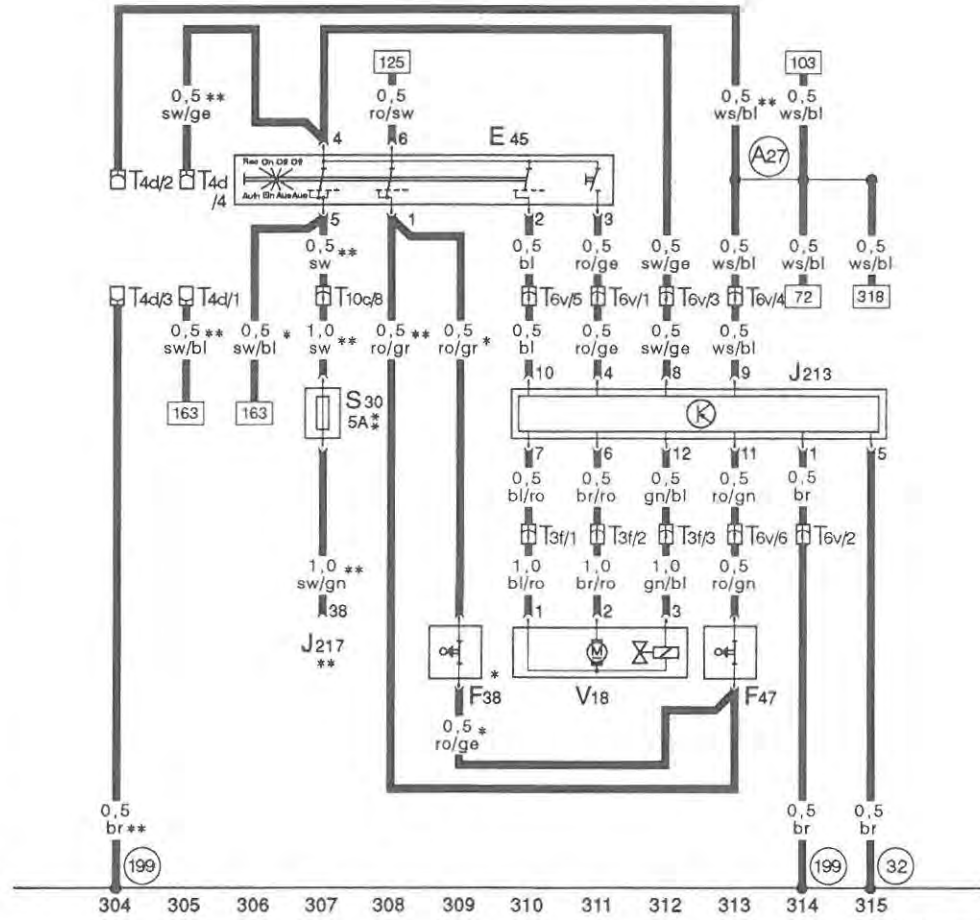 125 103
0,5 ** 0,5 0,5 ** 0,5
sw/ge ro/sw ws/bl ws/bl
4 6 E 45 A27
Res On Off Off
T4d/2 T4d/4
Auto Ein Aus Aus
5 1 2 3
0,5 ** 0,5 0,5 0,5 0,5 0,5 0,5
sw bl ro/ge sw/ge ws/bl ws/bl ws/bl
T4d/3 T4d/1 T10c/8 T6v/5 T6v/1 T6v/3 T6v/4 72 318
0,5 ** 0,5 * 1,0 ** 0,5 ** 0,5 * 0,5 0,5 0,5 0,5
sw/bl sw/bl sw ro/gr ro/gr bl ro/ge sw/ge ws/bl
10 4 8 9 J213
163 163 S30
5A **
7 6 12 11 1 5
0,5 0,5 0,5 0,5 0,5
bl/ro br/ro gn/bl ro/gn br
T3f/1 T3f/2 T3f/3 T6v/6 T6v/2
1,0 ** 1,0 1,0 1,0 0,5
sw/gn bl/ro br/ro gn/bl ro/gn
38 1 2 3
J217
** M
F38 * V18 F47
0,5 *
ro/ge
0,5 0,5 0,5
br ** br br
199 199 32
304 305 306 307 308 309 310 311 312 313 314 315